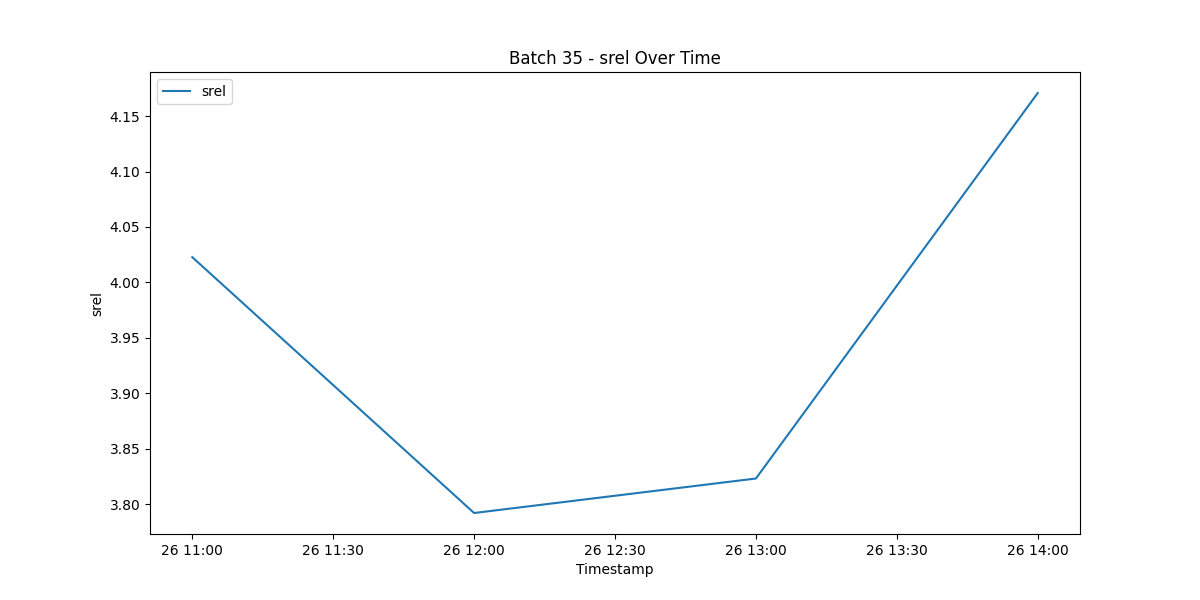 Batch 35 - srel Over Time
srel
4.15
4.10
4.05
4.00
3.95
3.90
3.85
3.80
srel
26 11:00 26 11:30 26 12:00 26 12:30 26 13:00 26 13:30 26 14:00
Timestamp